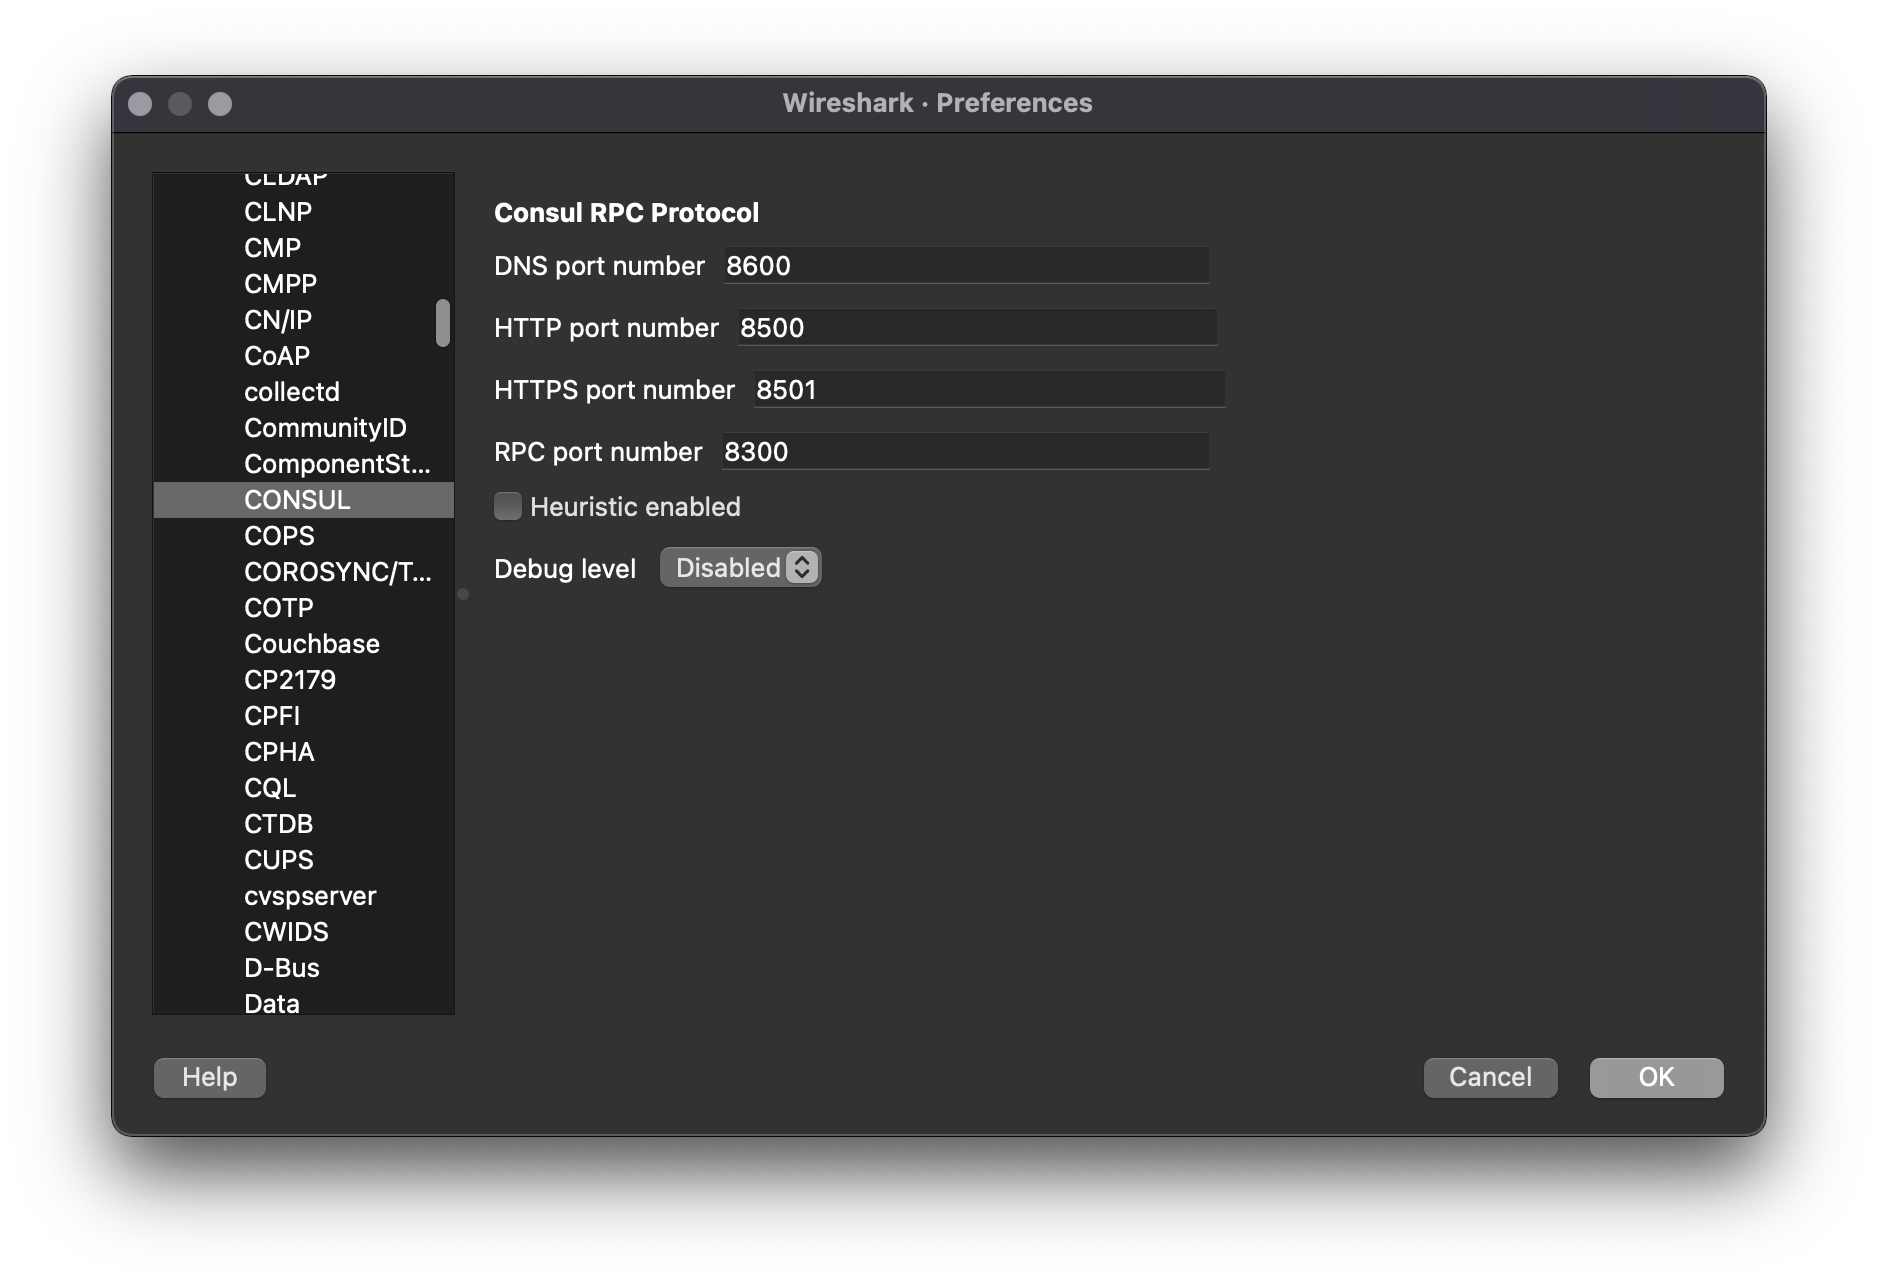 Wireshark · Preferences
CLDAP
CLNP
CMP
CMPP
CN/IP
CoAP
collectd
CommunityID
ComponentSt...
CONSUL
COPS
COROSYNC/T...
COTP
Couchbase
CP2179
CPFI
CPHA
CQL
CTDB
CUPS
cvspserver
CWIDS
D-Bus
Data
Consul RPC Protocol
DNS port number 8600
HTTP port number 8500
HTTPS port number 8501
RPC port number 8300
Heuristic enabled
Debug level Disabled
Help
Cancel
OK